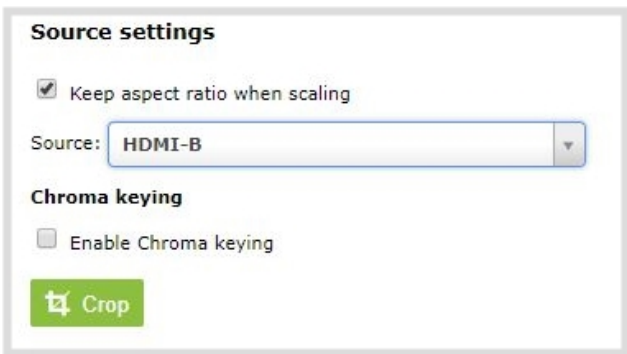 Source settings
Keep aspect ratio when scaling
Source: HDMI-B
Chroma keying
Enable Chroma keying
Crop